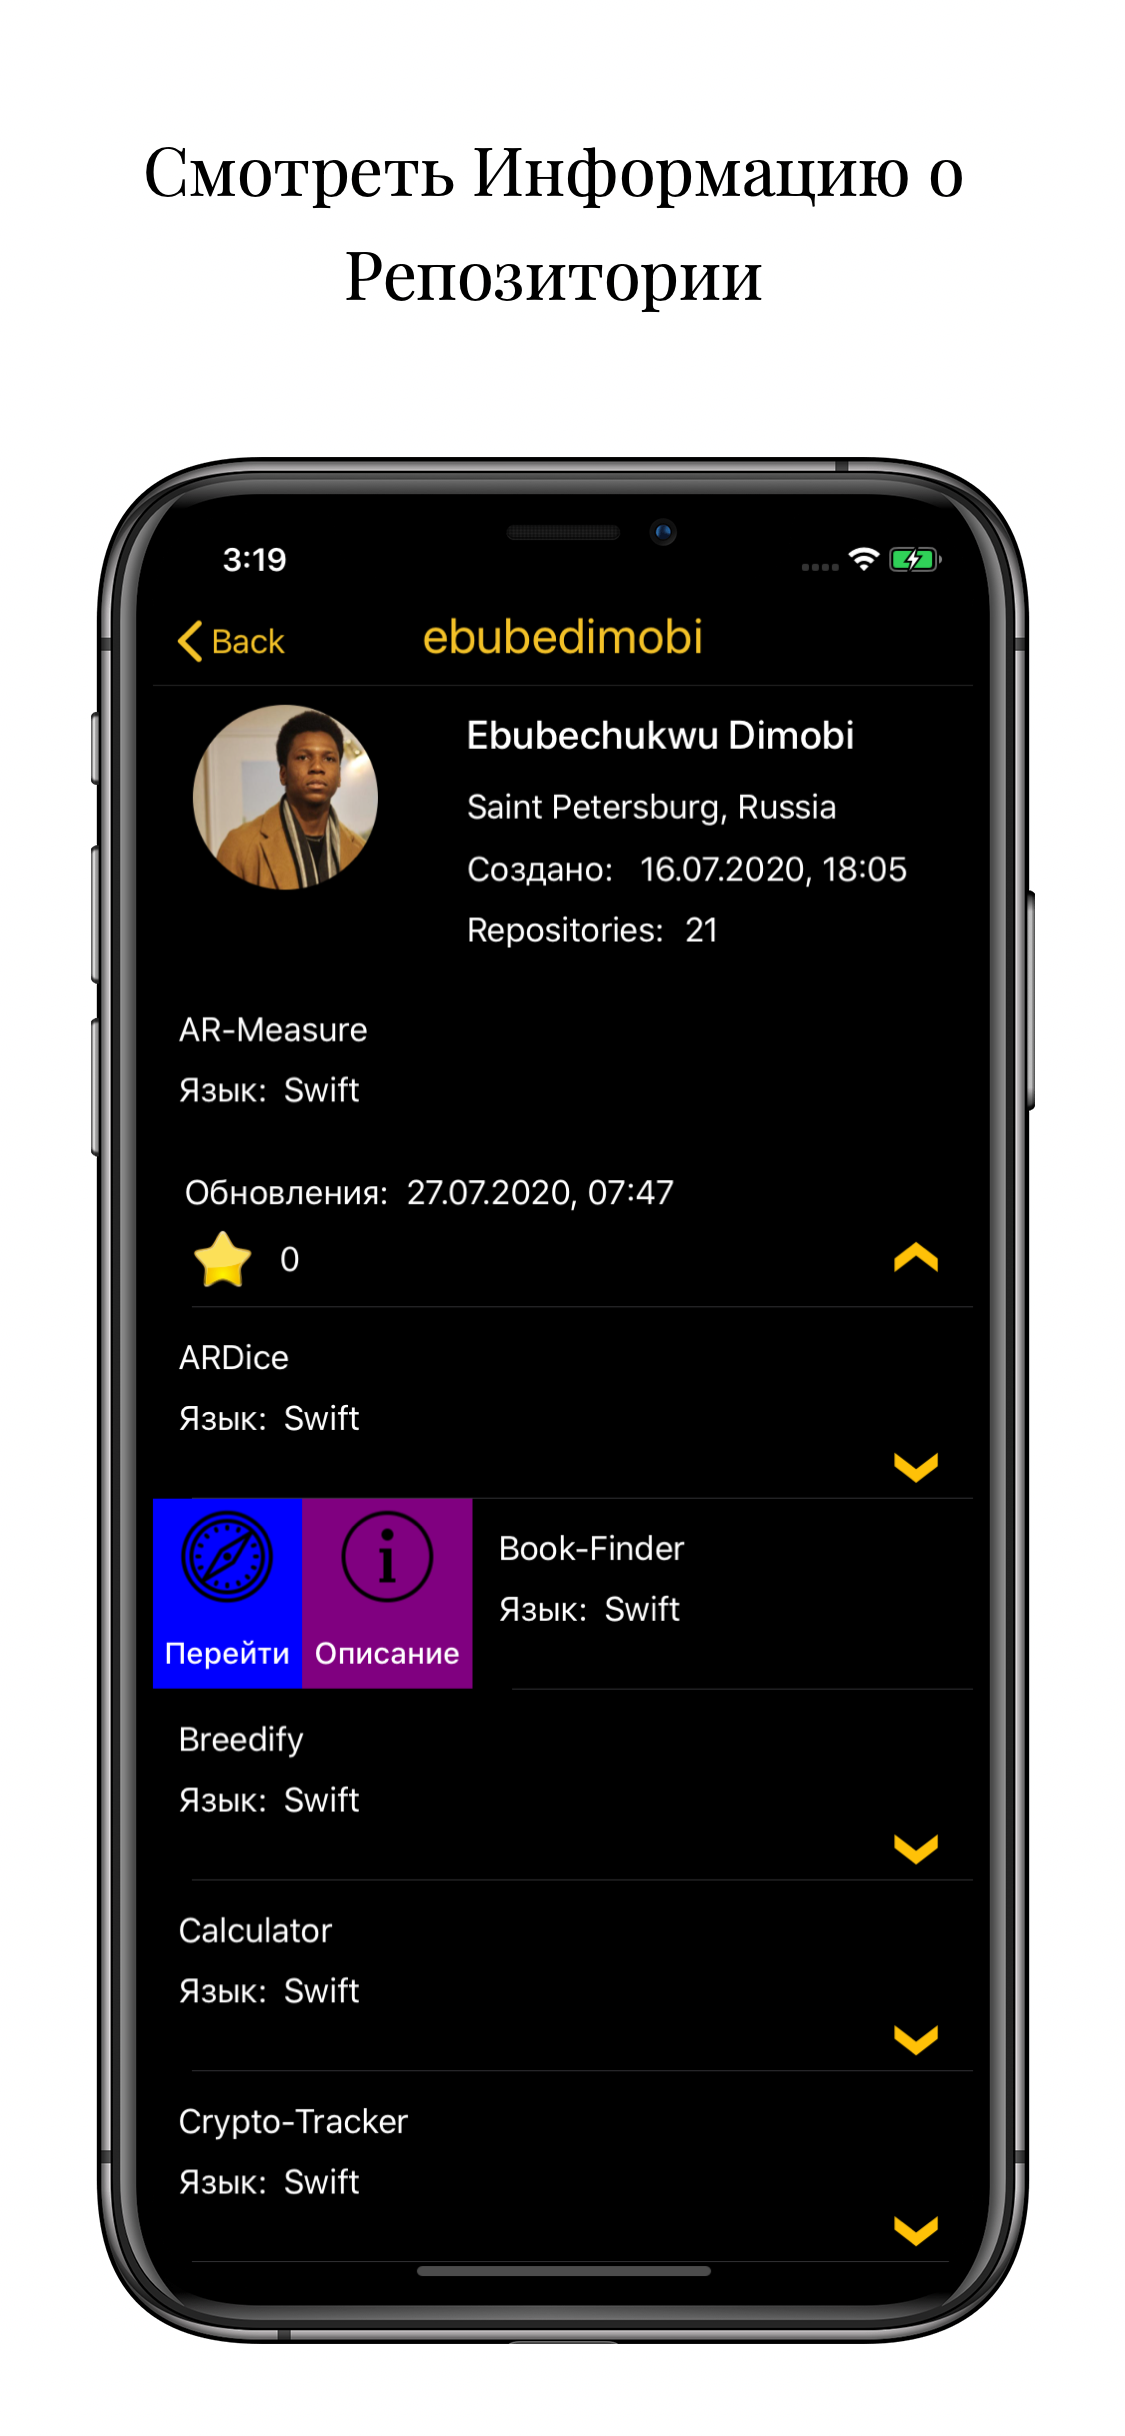 Смотреть Информацию о
Репозитории
3:19
Back
ebubedimobi
Ebubechukwu Dimobi
Saint Petersburg, Russia
Создано: 16.07.2020, 18:05
Repositories: 21
AR-Measure
Язык: Swift
Обновления: 27.07.2020, 07:47
0
ARDice
Язык: Swift
Перейти
Описание
Book-Finder
Язык: Swift
Breedify
Язык: Swift
Calculator
Язык: Swift
Crypto-Tracker
Язык: Swift